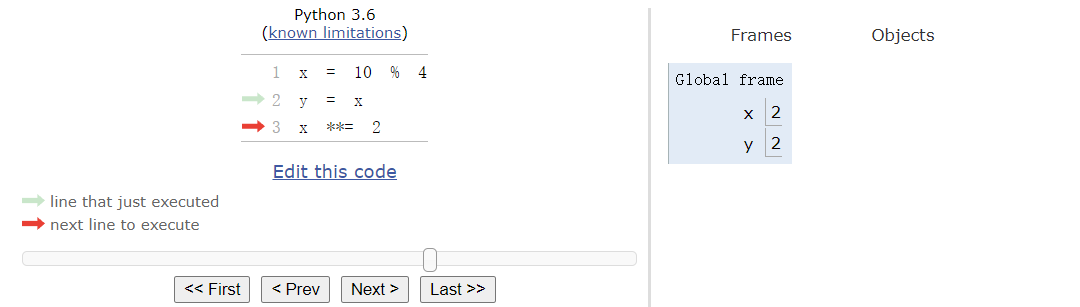 Python 3.6
(known limitations)
1 x = 10 % 4
2 y = x
3 x **= 2
Edit this code
line that just executed
next line to execute
<< First < Prev Next > Last >>
Frames Objects
Global frame
x 2
y 2